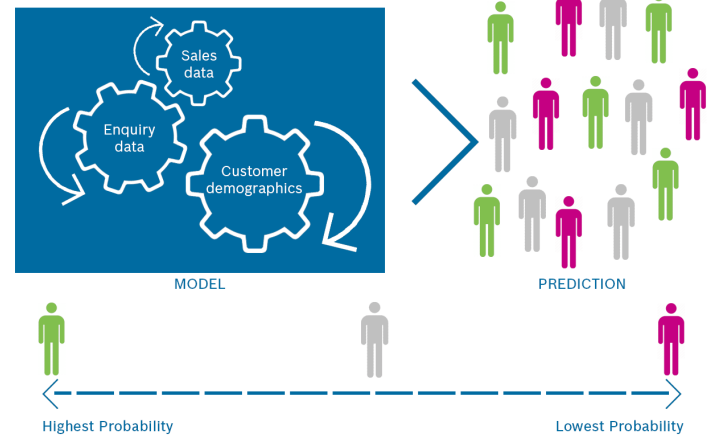 Sales
data
Enquiry
data
Customer
demographics
MODEL
PREDICTION
Highest Probability
Lowest Probability